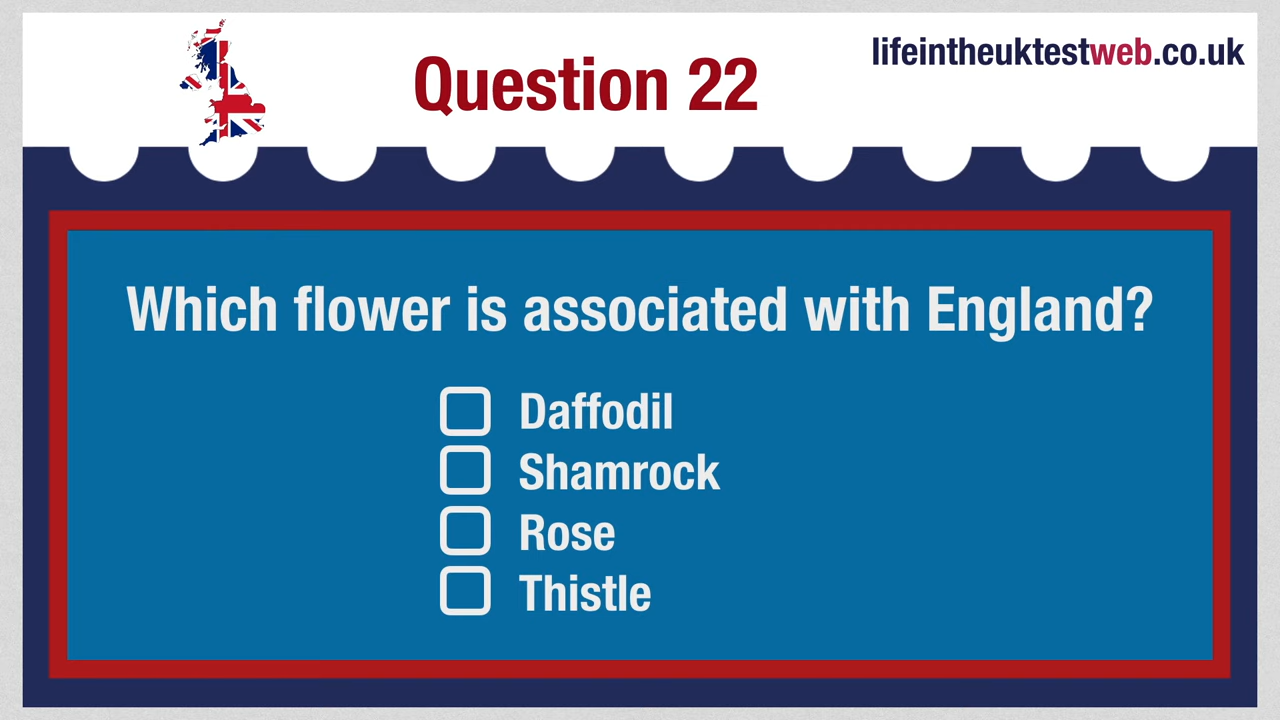 Question 22
lifeintheuktestweb.co.uk
Which flower is associated with England?
Daffodil
Shamrock
Rose
Thistle